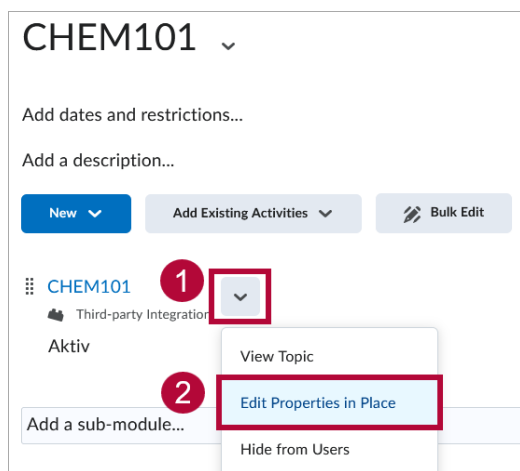 CHEM101
Add dates and restrictions...
Add a description...
New Add Existing Activities Bulk Edit
CHEM101 1
Third-party Integration
Aktiv
View Topic
2 Edit Properties in Place
Add a sub-module...
Hide from Users